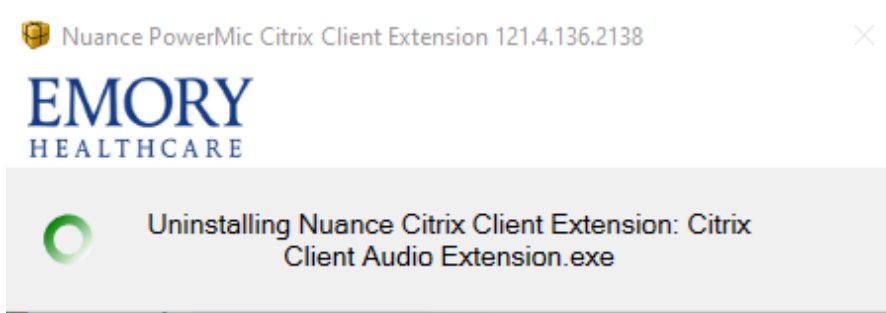 Nuance PowerMic Citrix Client Extension 121.4.136.2138
EMORY
HEALTHCARE
Uninstalling Nuance Citrix Client Extension: Citrix
Client Audio Extension.exe